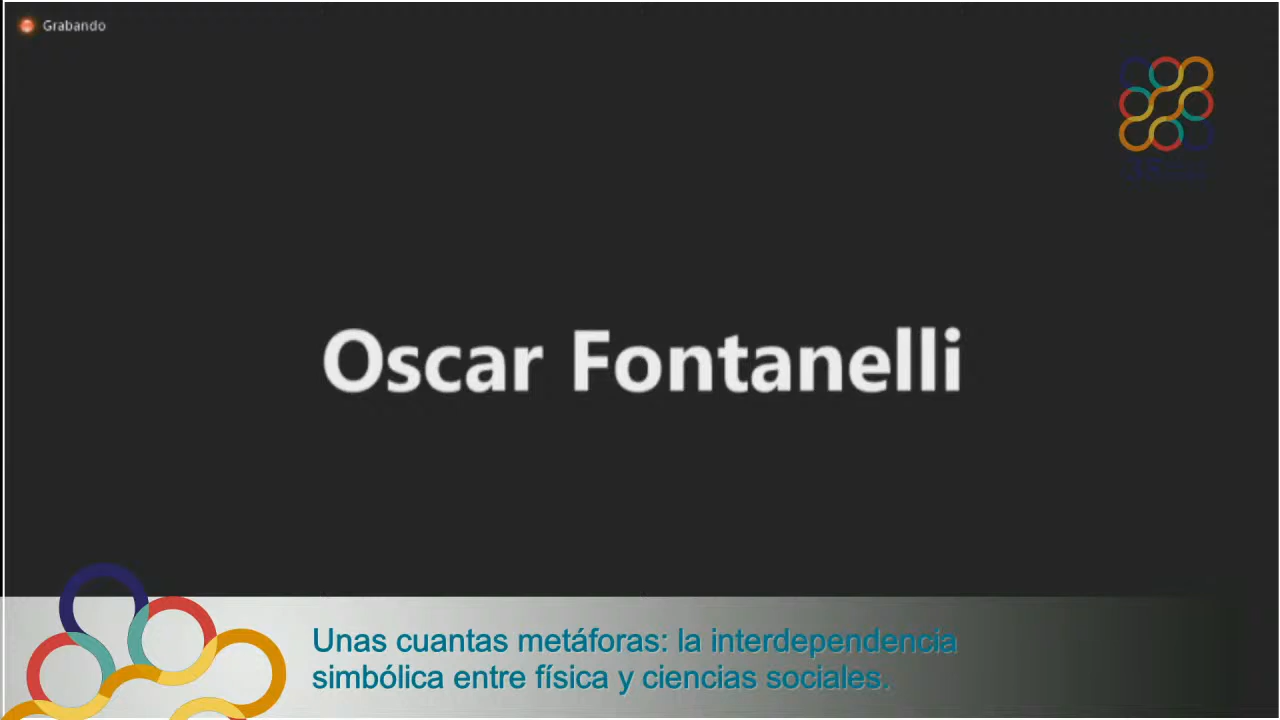 Grabando
Oscar Fontanelli
Unas cuantas metáforas: la interdependencia
simbólica entre física y ciencias sociales.